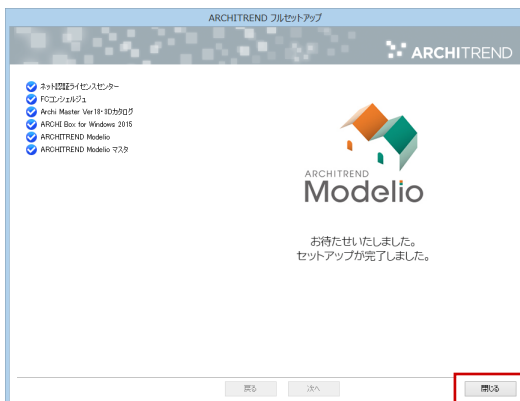 ARCHITREND フルセットアップ
ARCHITREND
ネット認証ライセンスセンター
FCコンシェルジュ
Archi Master Ver18・3Dカタログ
ARCHI Box for Windows 2015
ARCHITREND Modelio
ARCHITREND Modelio マスタ
ARCHITREND
Modelio
お待たせいたしました。
セットアップが完了しました。
戻る
次へ
閉じる